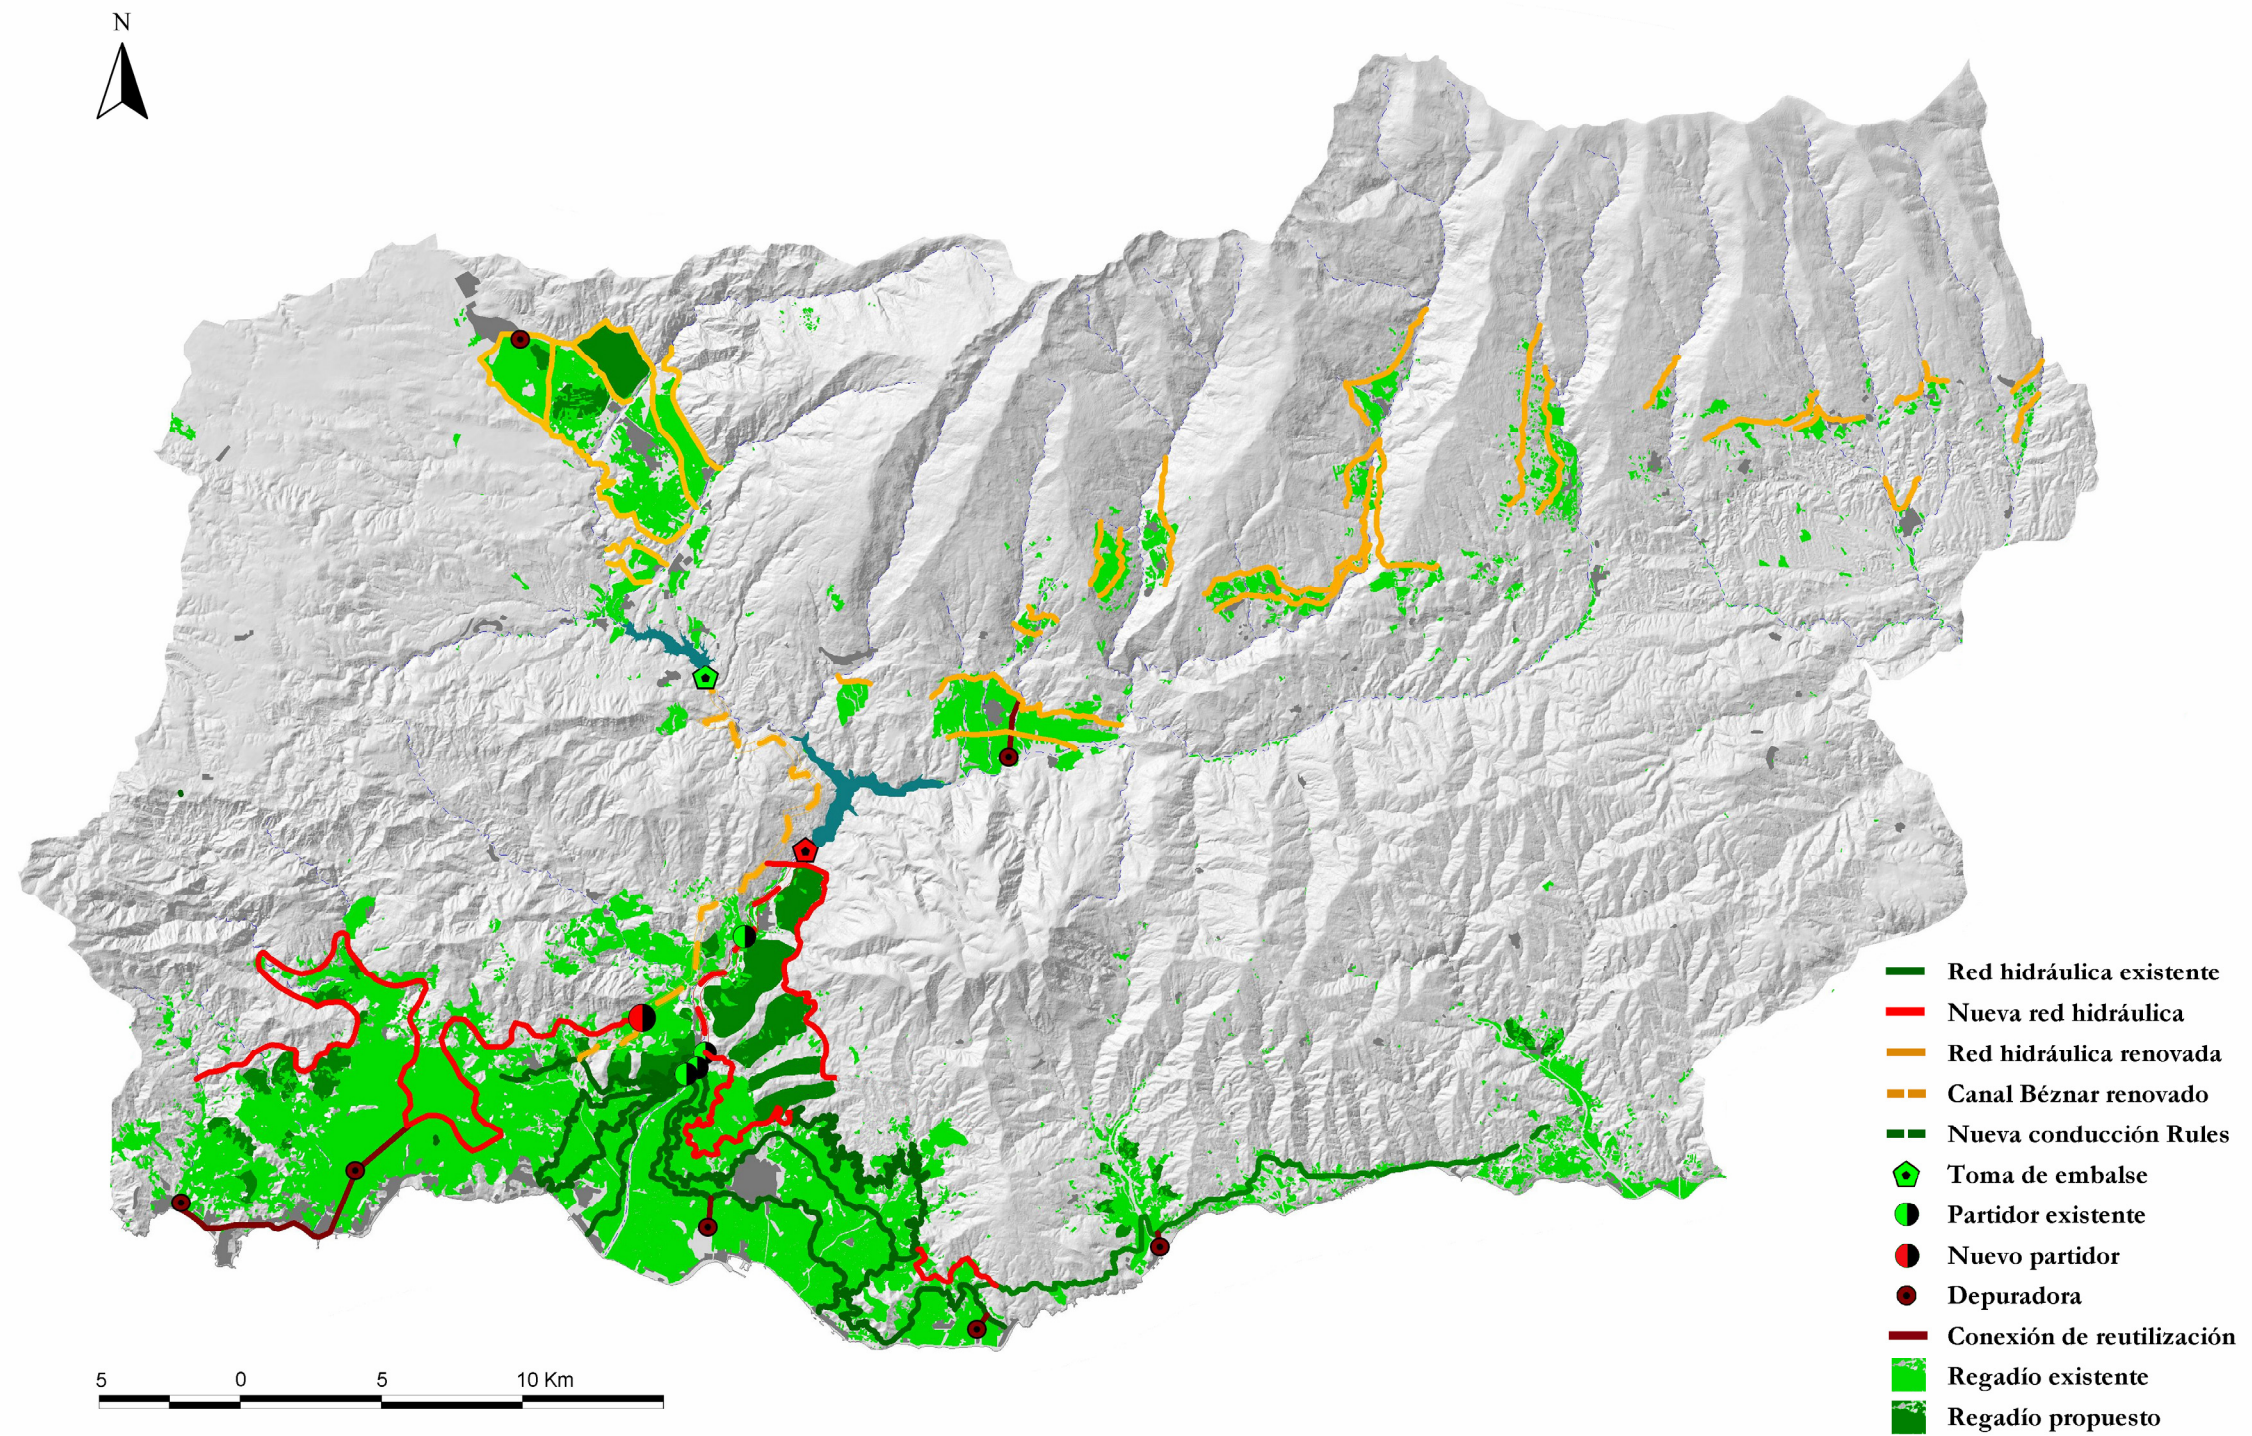 N
Red hidráulica existente
Nueva red hidráulica
Red hidráulica renovada
Canal Béznar renovado
Nueva conducción Rules
Toma de embalse
Partidor existente
Nuevo partidor
Depuradora
Conexión de reutilización
Regadío existente
Regadío propuesto
5 0 5 10 Km